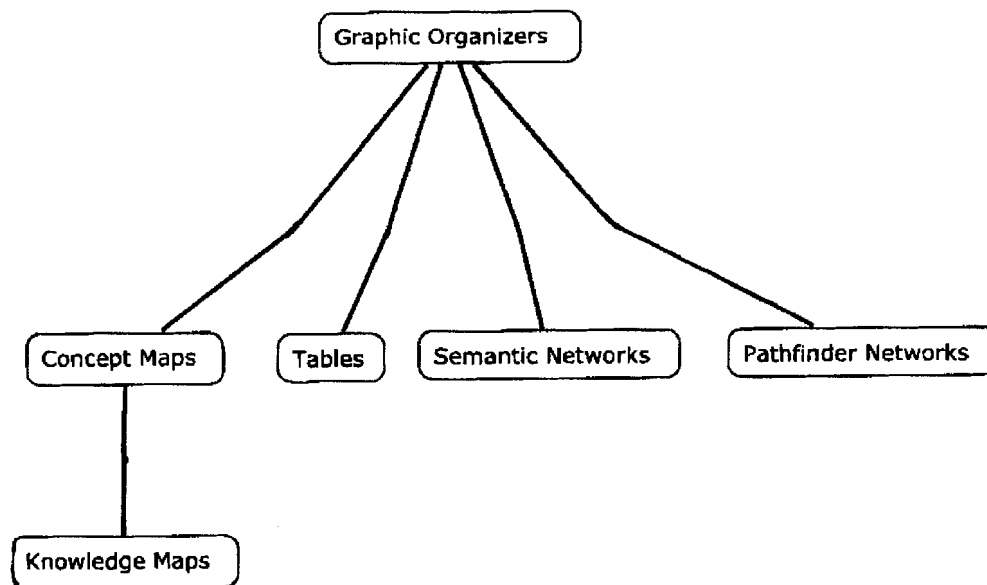 Graphic Organizers
Concept Maps
Tables
Semantic Networks
Pathfinder Networks
Knowledge Maps